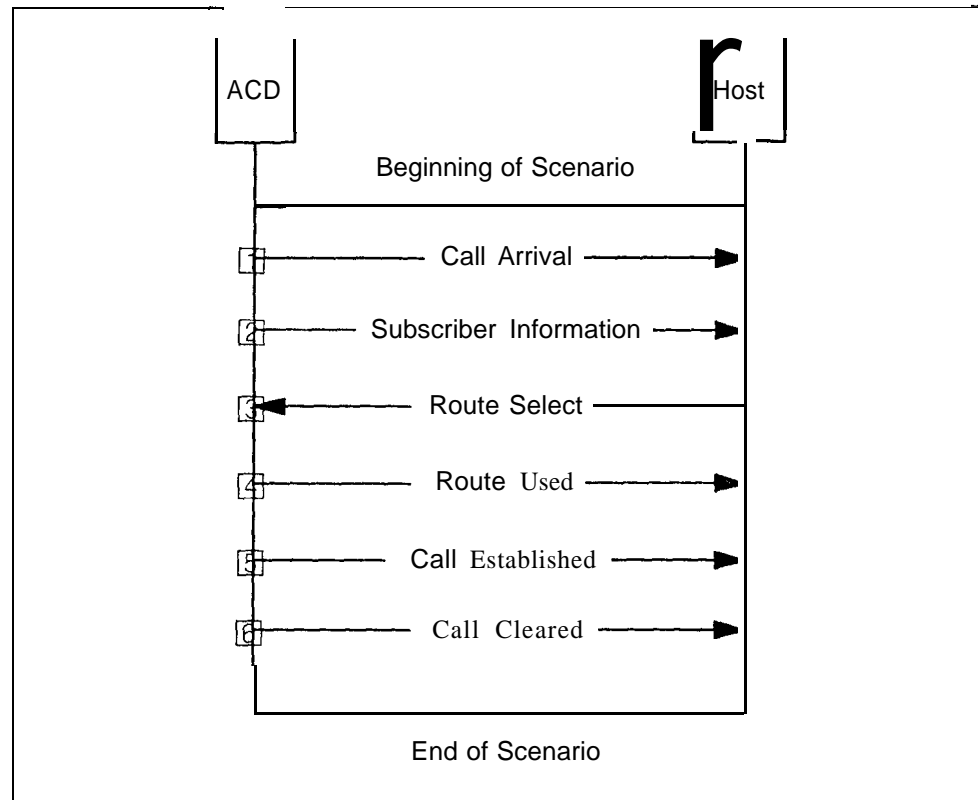 ACD
Host
Beginning of Scenario
1 Call Arrival
2 Subscriber Information
3 Route Select
4 Route Used
5 Call Established
6 Call Cleared
End of Scenario